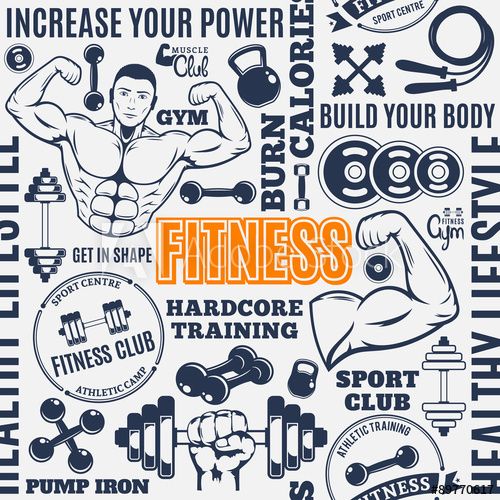 INCREASE YOUR POWER
CALORIES
FIT
SPORT CENTRE
MUSCLE
Club
GYM
BURN
BUILD YOUR BODY
HEALTHY LIFESTYLE
FITNESS
Gym
GET IN SHAPE
FITNESS
HEALTHY LIFESTYLE
SPORT CENTRE
FITNESS CLUB
ATHLETIC CAMP
HARDCORE
TRAINING
SPORT
CLUB
ATHLETIC TRAINING
FITNESS
PUMP IRON
#89770617